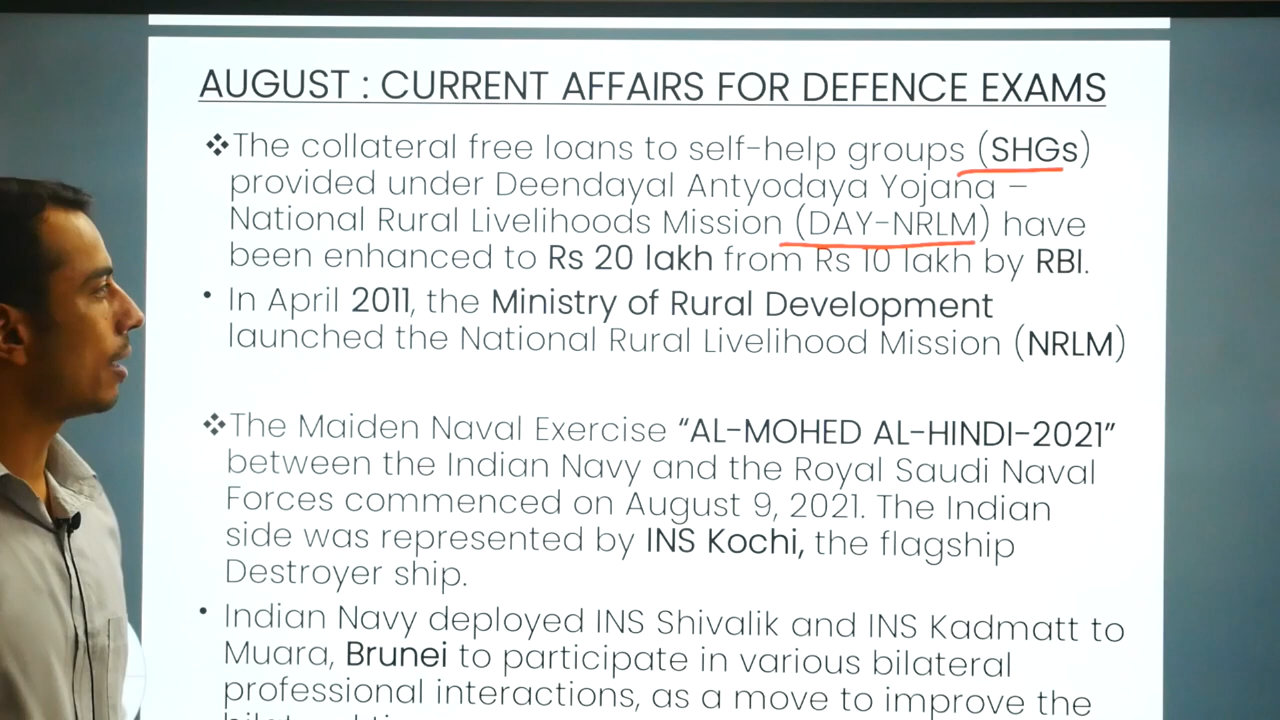 AUGUST : CURRENT AFFAIRS FOR DEFENCE EXAMS
❖The collateral free loans to self-help groups (SHGs)
provided under Deendayal Antyodaya Yojana –
National Rural Livelihoods Mission (DAY-NRLM) have
been enhanced to Rs 20 lakh from Rs 10 lakh by RBI.
• In April 2011, the Ministry of Rural Development
launched the National Rural Livelihood Mission (NRLM)
❖The Maiden Naval Exercise “AL-MOHED AL-HINDI-2021”
between the Indian Navy and the Royal Saudi Naval
Forces commenced on August 9, 2021. The Indian
side was represented by INS Kochi, the flagship
Destroyer ship.
• Indian Navy deployed INS Shivalik and INS Kadmatt to
Muara, Brunei to participate in various bilateral
professional interactions, as a move to improve the